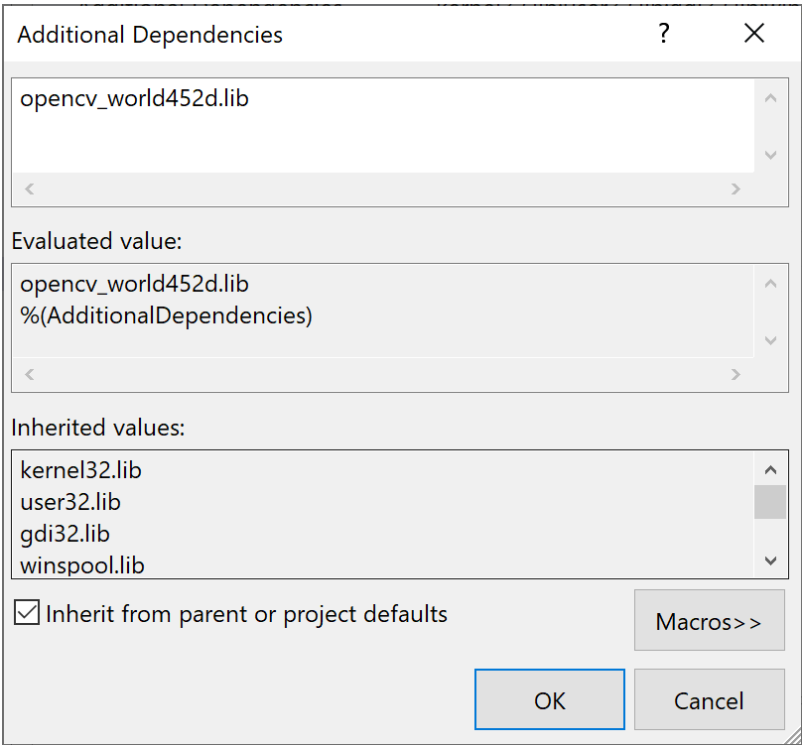 Additional Dependencies ?
opencv_world452d.lib
Evaluated value:
opencv_world452d.lib
%(AdditionalDependencies)
Inherited values:
kernel32.lib
user32.lib
gdi32.lib
winspool.lib
Inherit from parent or project defaults
Macros>>
OK
Cancel